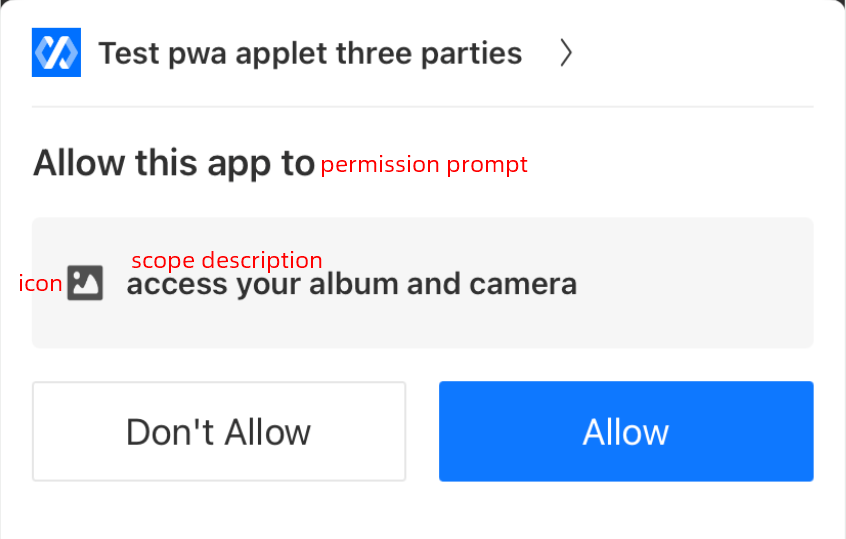 Test pwa applet three parties
Allow this app to permission prompt
scope description
icon access your album and camera
Don't Allow
Allow